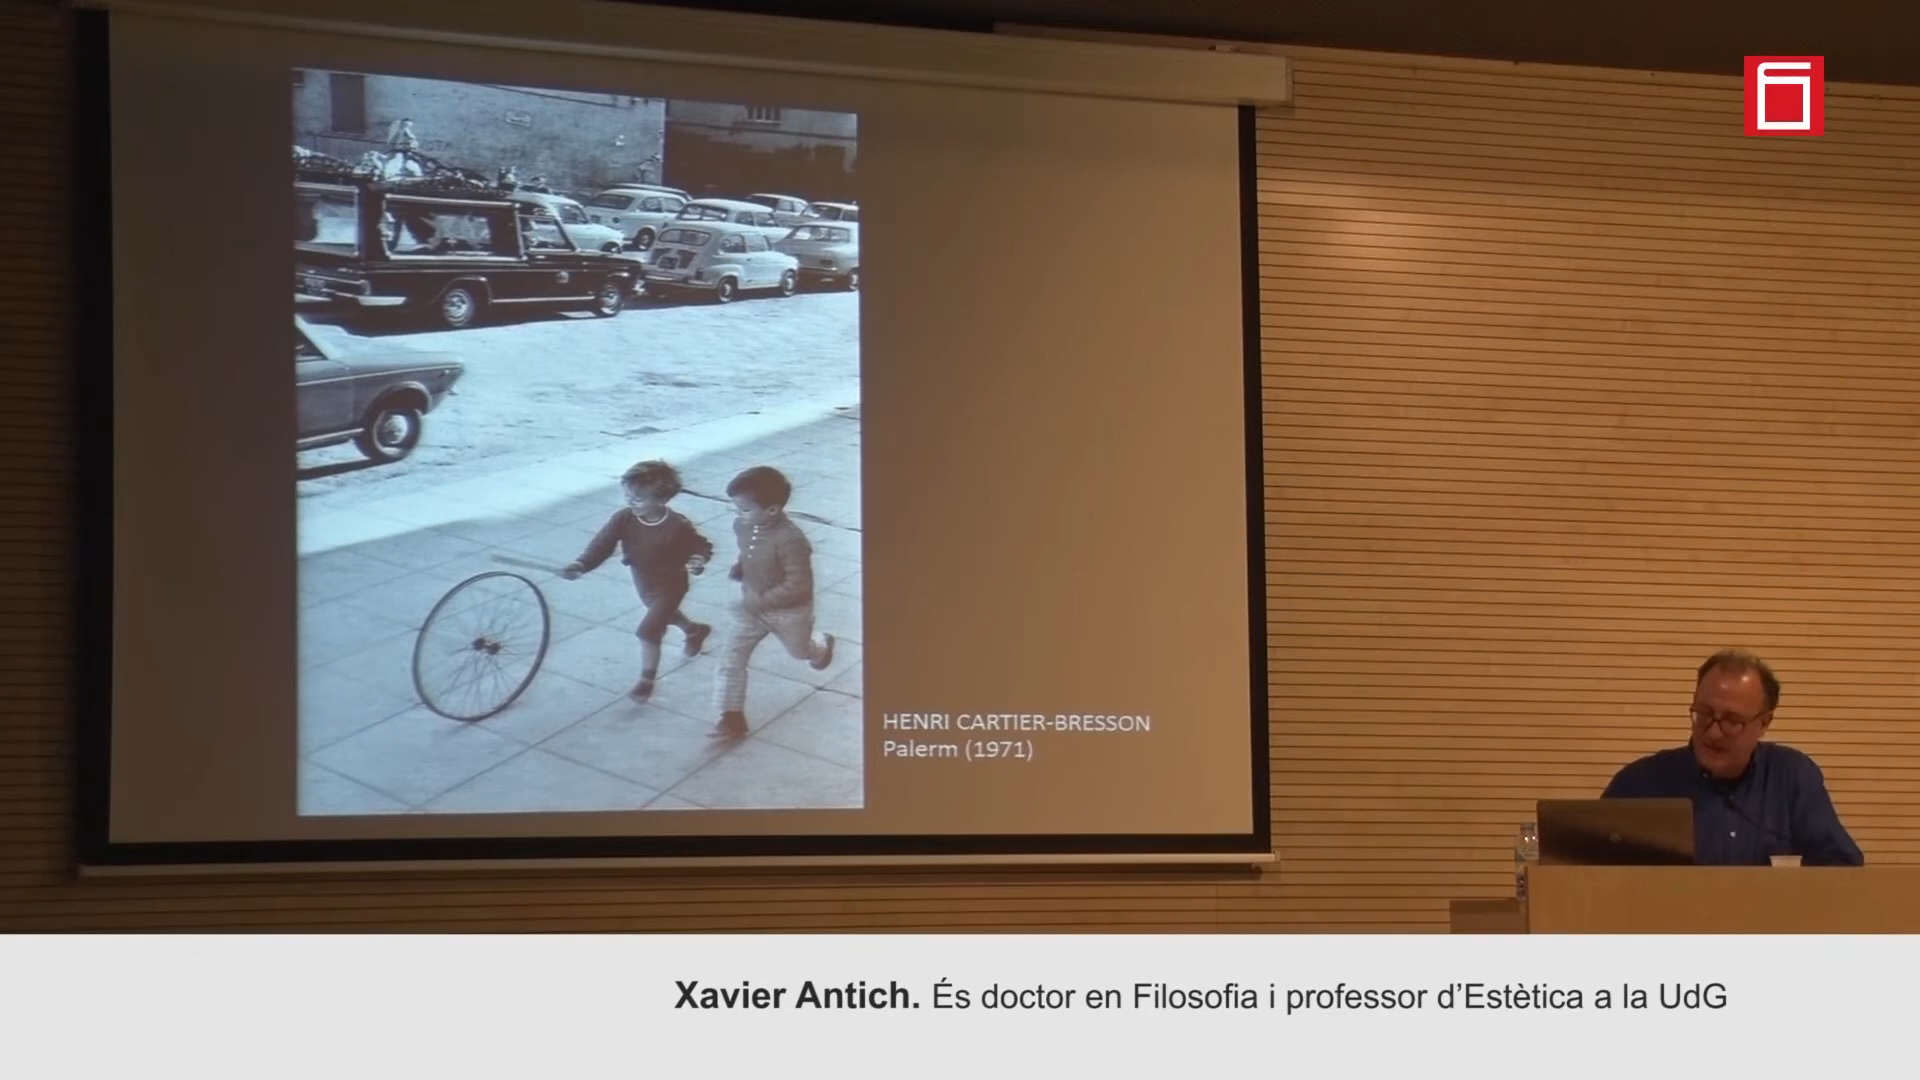 HENRI CARTIER-BRESSON
Palerm (1971)
Xavier Antich. És doctor en Filosofia i professor d’Estètica a la UdG